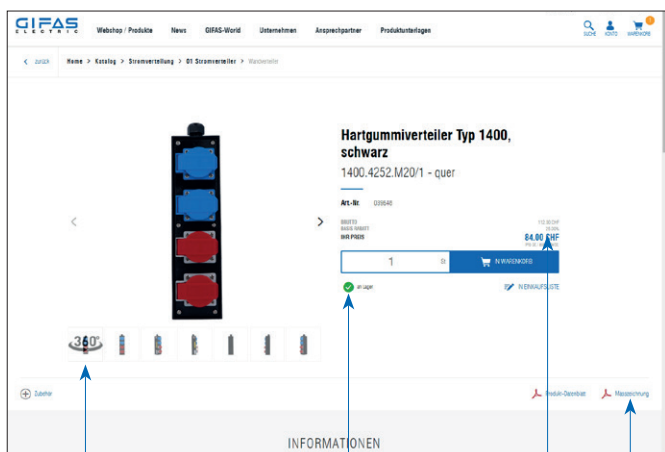 GIFAS
ELECTRIC
Webshop / Produkte
News
GIFAS-World
Unternehmen
Ansprechpartner
Produktunterlagen
SUCHE
KONTO
WARENKORB
ZURÜCK
Home > Katalog > Stromverteilung > 01 Stromverteiler > Wandverteiler
Hartgummiverteiler Typ 1400,
schwarz
1400.4252.M20/1 - quer
Art.-Nr.
BRUTTO
IHR PREIS
84.00 CHF
1
IN WARENKORB
an Lager
IN EINKAUFSLISTE
360°
Zubehör
Produkt-Datenblatt
Masszeichnung
INFORMATIONEN